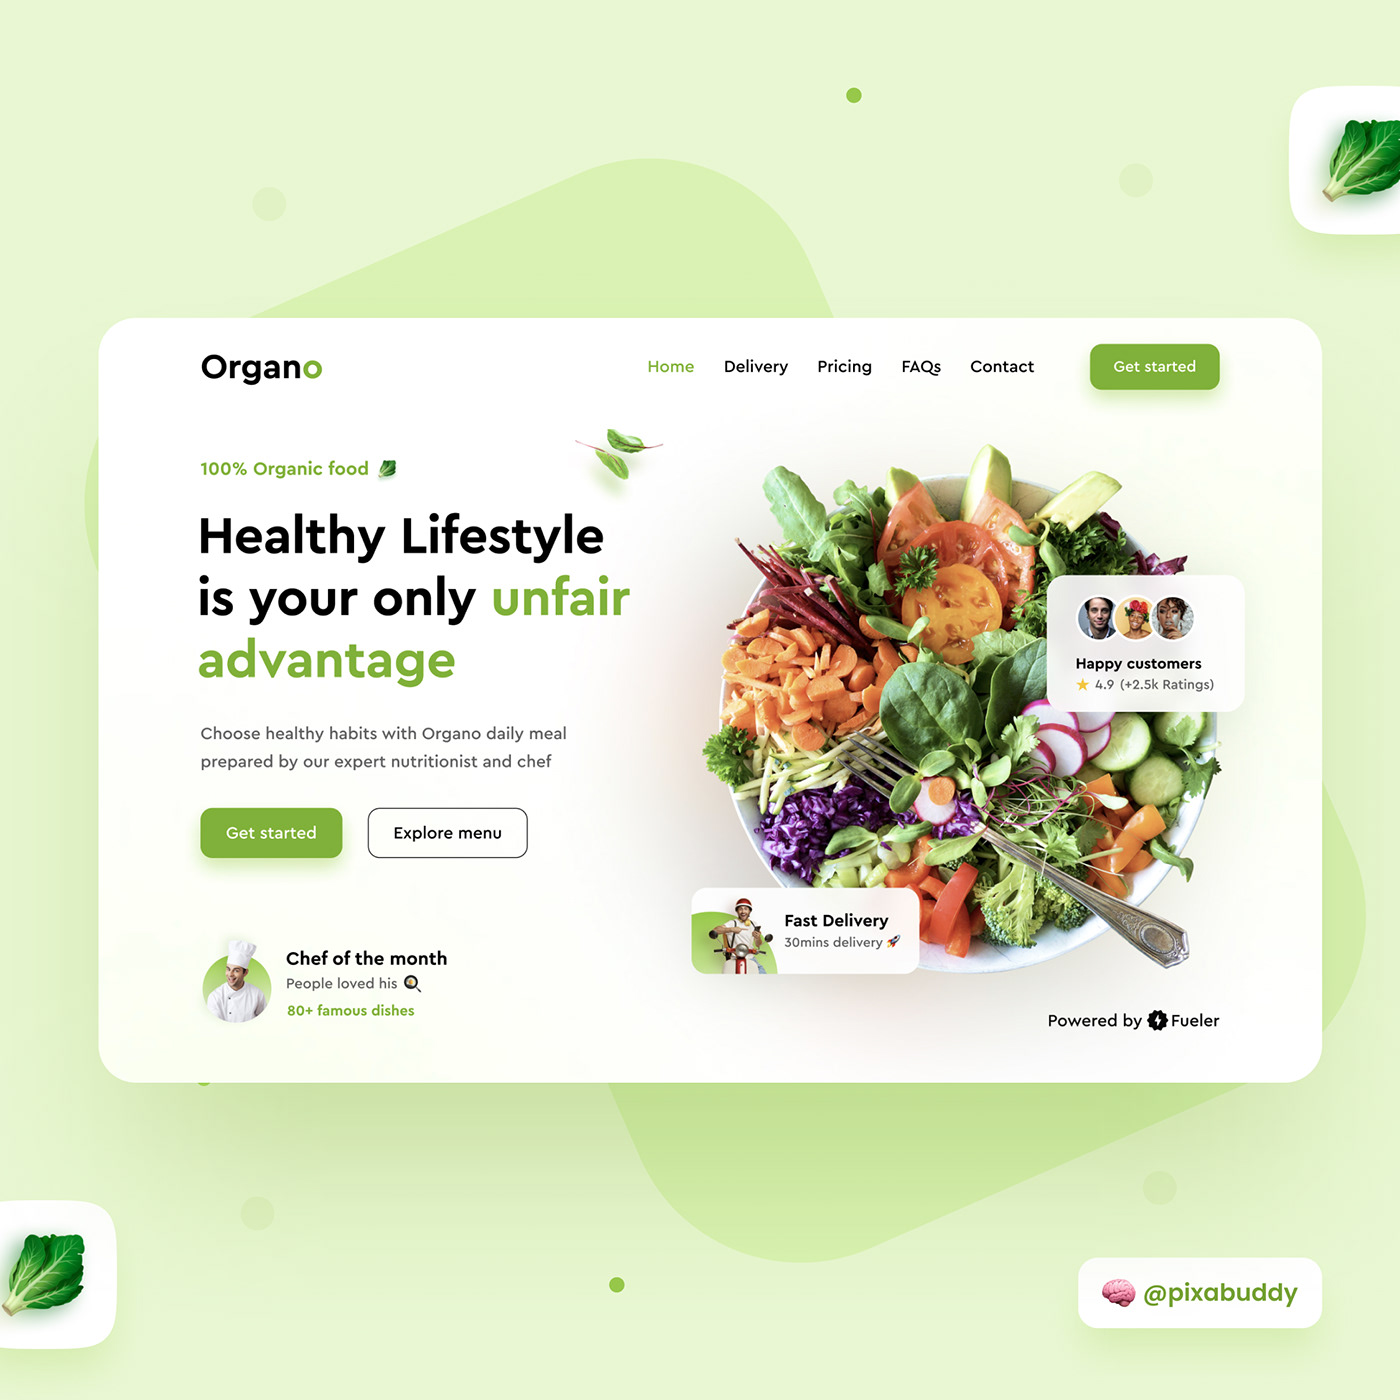 Organo
Home Delivery Pricing FAQs Contact Get started
100% Organic food
Healthy Lifestyle
is your only unfair
advantage
Choose healthy habits with Organo daily meal
prepared by our expert nutritionist and chef
Get started Explore menu
Chef of the month
People loved his
80+ famous dishes
Happy customers
4.9 (+2.5k Ratings)
Fast Delivery
30mins delivery
Powered by Fueler
@pixabuddy